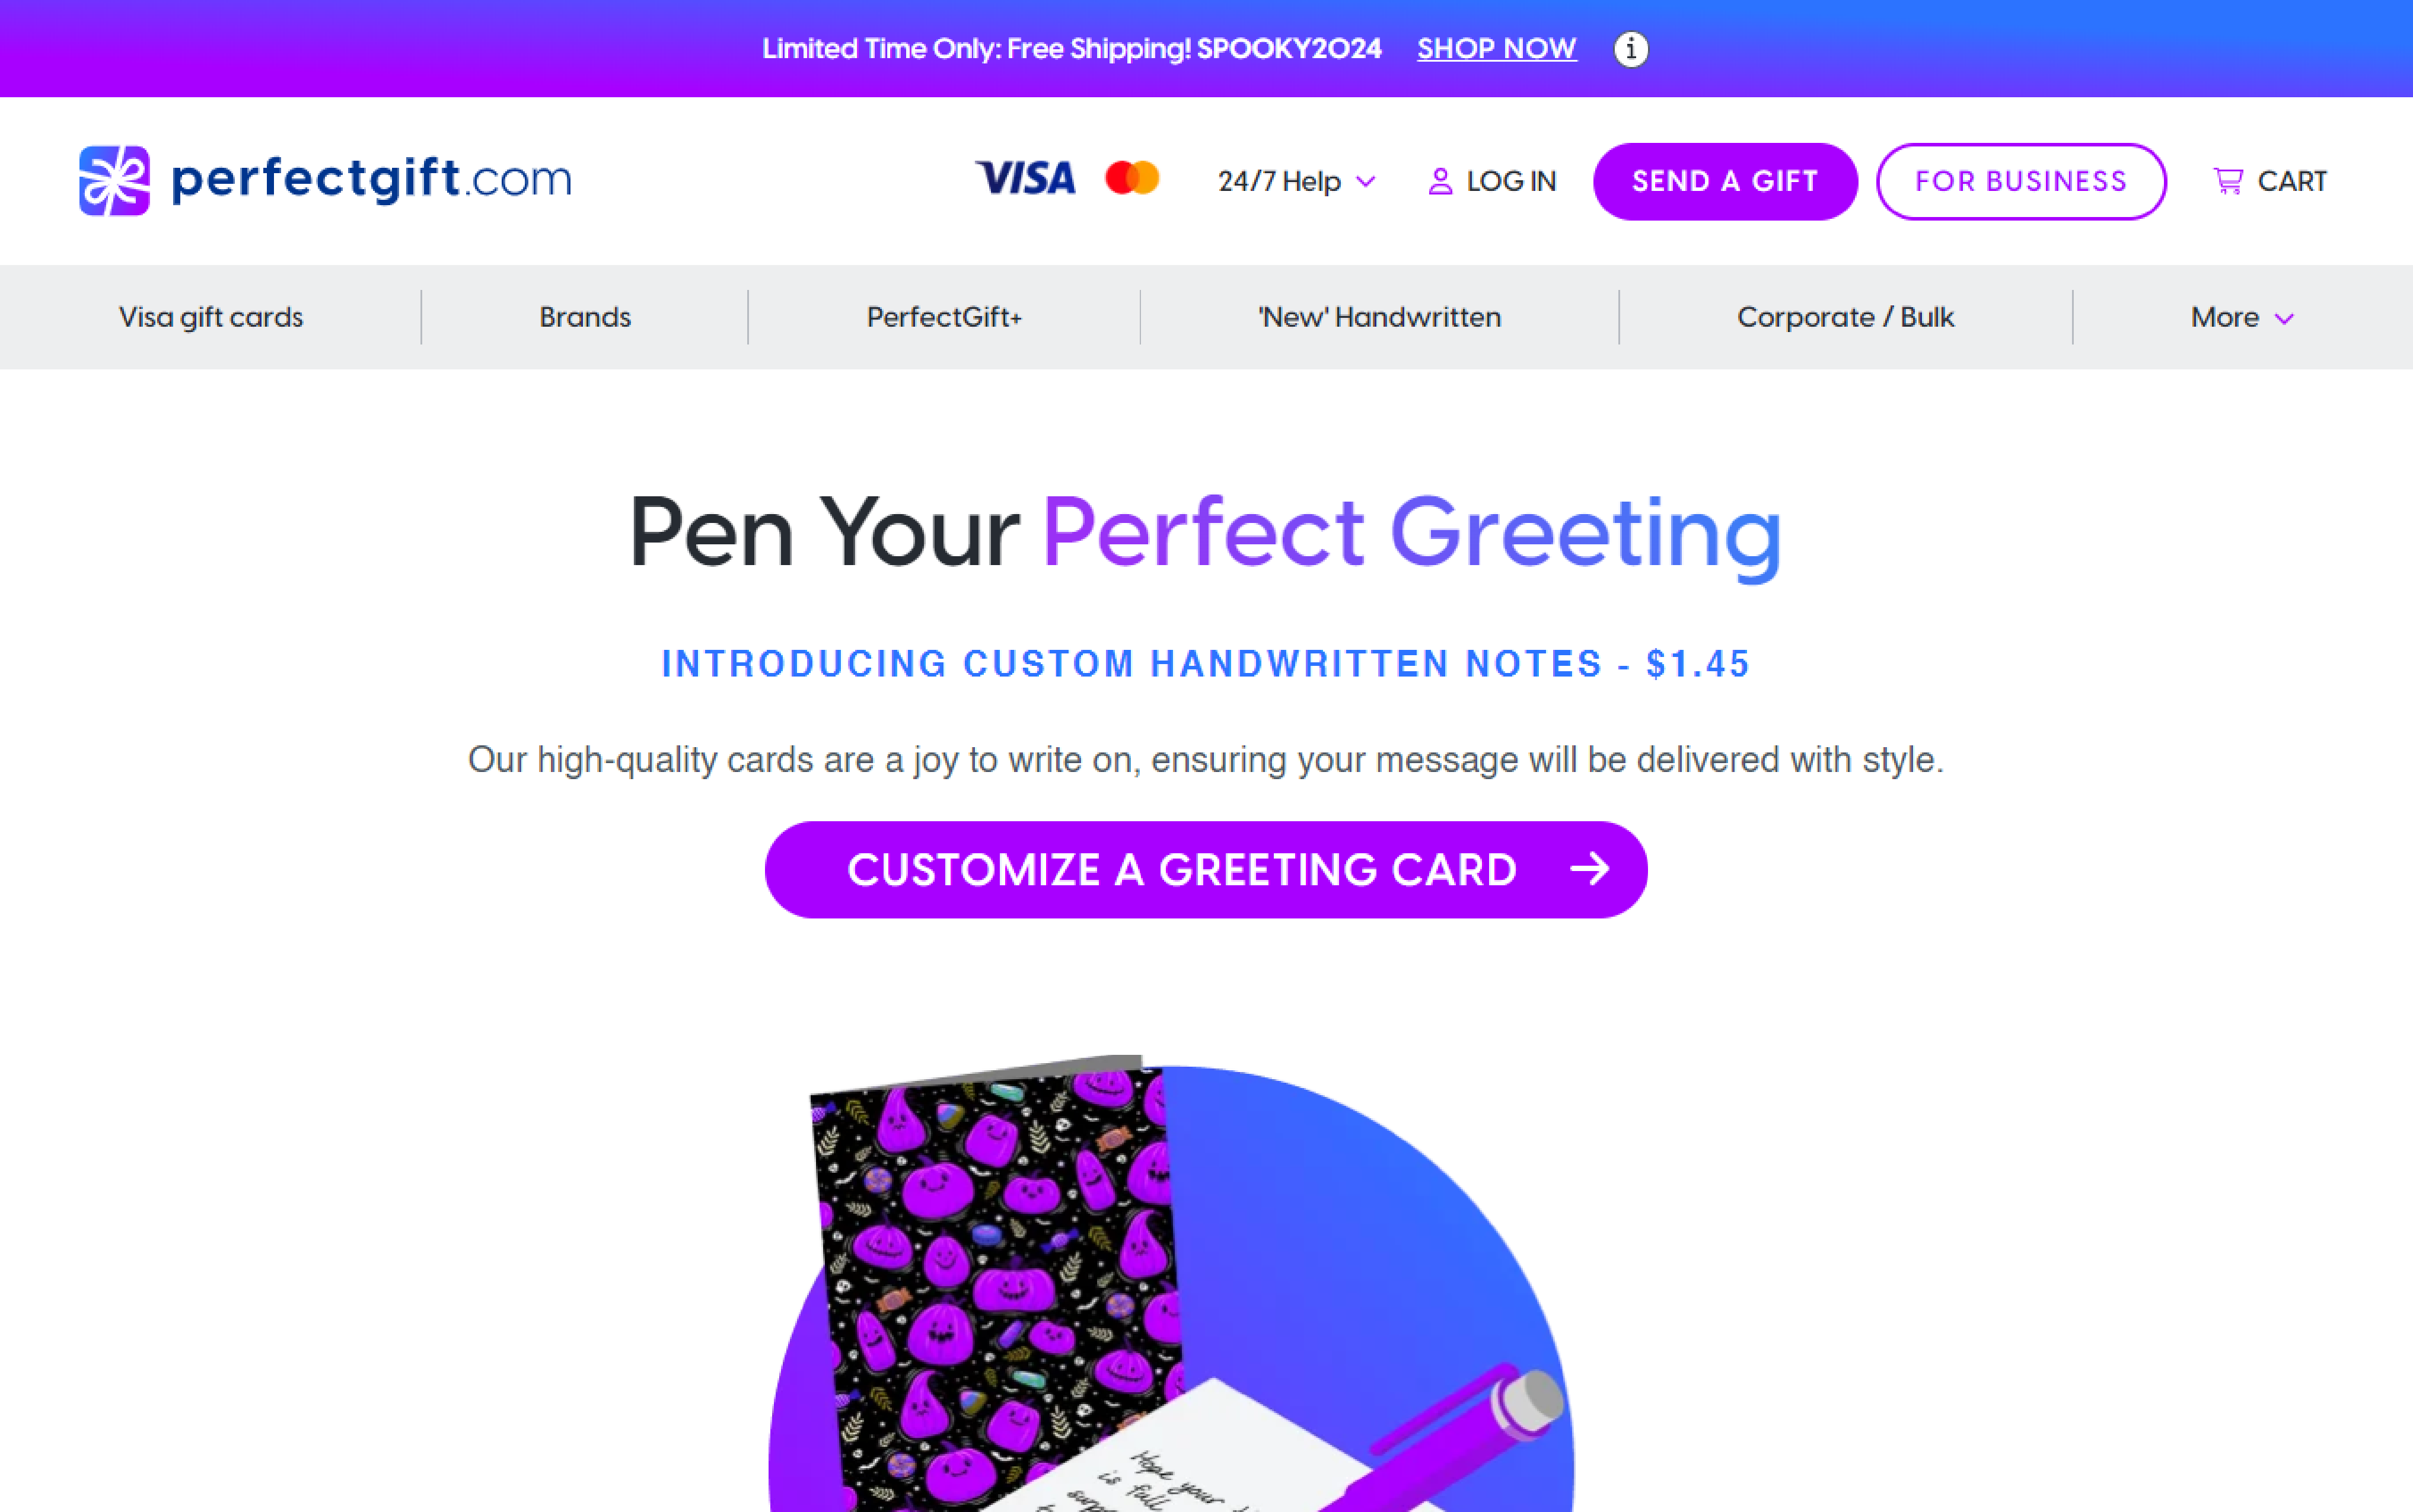 Limited Time Only: Free Shipping! SPOOKY2024 SHOP NOW i
perfectgift.com
VISA
24/7 Help
LOG IN
SEND A GIFT
FOR BUSINESS
CART
Visa gift cards
Brands
PerfectGift+
'New' Handwritten
Corporate / Bulk
More
Pen Your Perfect Greeting
INTRODUCING CUSTOM HANDWRITTEN NOTES - $1.45
Our high-quality cards are a joy to write on, ensuring your message will be delivered with style.
CUSTOMIZE A GREETING CARD
Hope your
is full